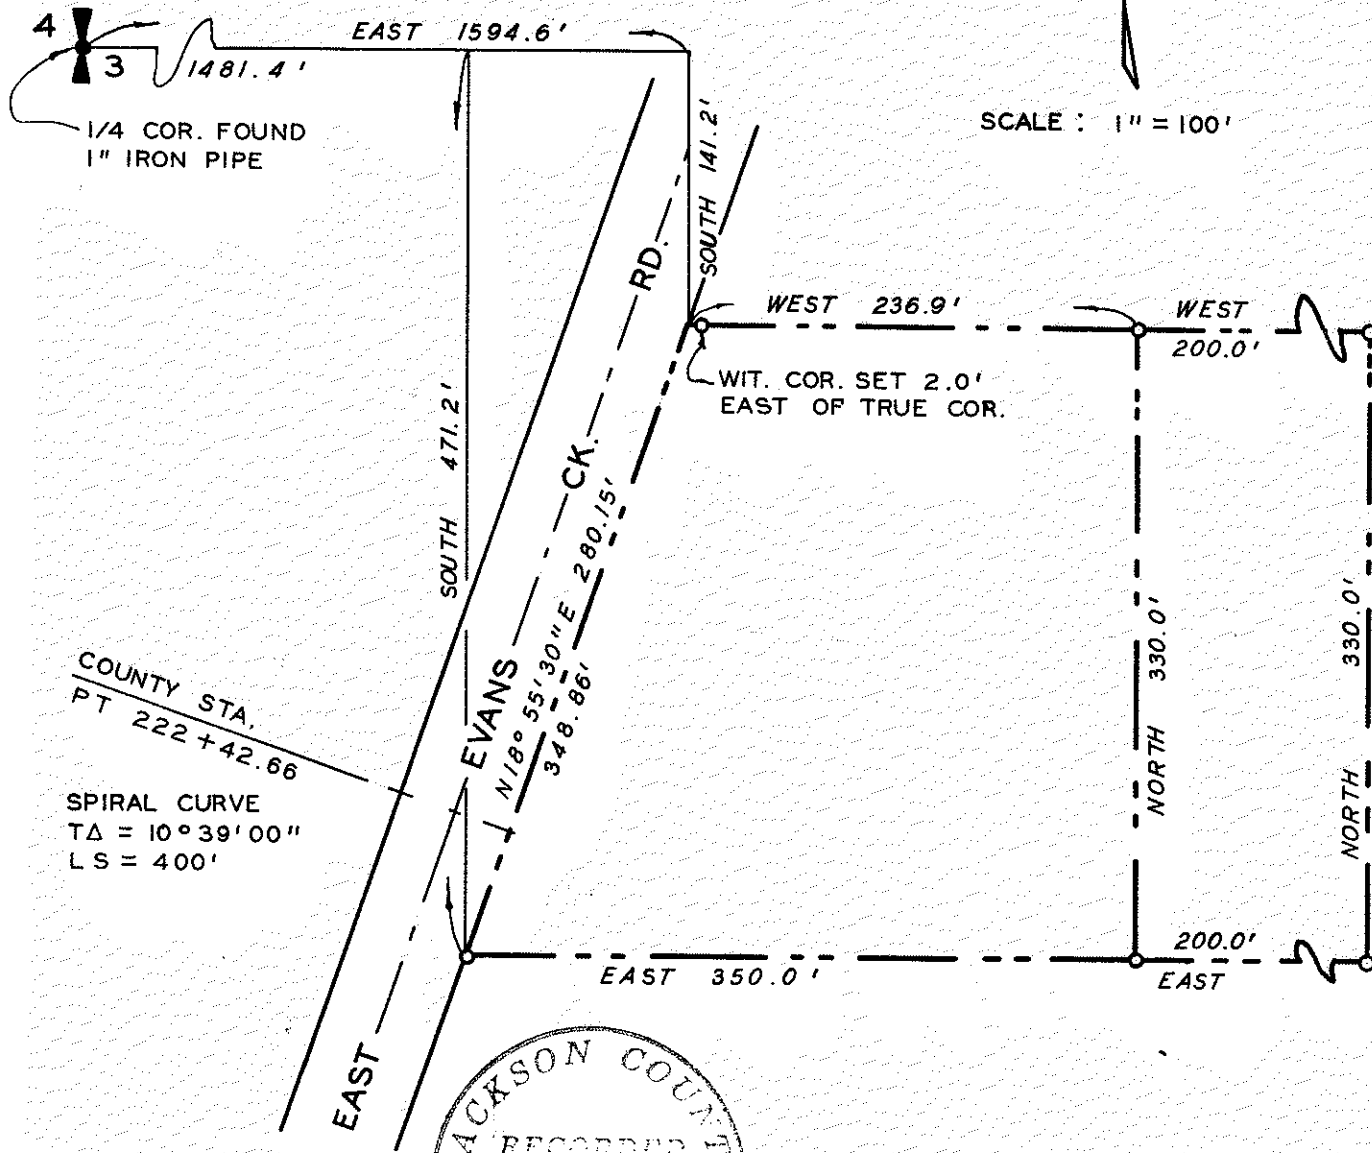 4
3
EAST 1594.6'
1481.4'
1/4 COR. FOUND
1" IRON PIPE
SCALE : 1" = 100'
SOUTH 141.2'
WEST 236.9'
WEST
200.0'
WIT. COR. SET 2.0'
EAST OF TRUE COR.
SOUTH 471.2'
EAST EVANS CK. RD.
N18° 55' 30" E 280.15'
348.86'
NORTH 330.0'
NORTH 330.0'
COUNTY STA.
PT 222 + 42.66
SPIRAL CURVE
TΔ = 10° 39' 00"
LS = 400'
EAST 350.0'
200.0'
EAST
ACKSON COUN
RECORDED